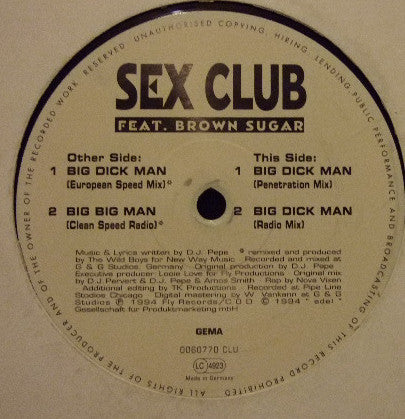 RESERVED. UNAUTHORISED COPYING, HIRING, LENDING PUBLIC PERFORMANCE AND BROADCASTING OF THIS RECORD PROHIBITED
ALL RIGHTS OF THE PRODUCER AND OF THE OWNER OF THE RECORDED WORK
SEX CLUB
FEAT. BROWN SUGAR
Other Side:
1 BIG DICK MAN
(European Speed Mix)*
2 BIG BIG MAN
(Clean Speed Radio)*
This Side:
1 BIG DICK MAN
(Penetration Mix)
2 BIG DICK MAN
(Radio Mix)
Music & Lyrics written by D.J. Pepe * remixed and produced
by The Wild Boys for New Way Music Recorded and mixed at
G & G Studios, Germany · Original production by D.J. Pepe
Executive producer Looie Love for Fly Productions Original mix
by D.J Pervert & D.J. Pepe & Amos Smith Rap by Nova Visen
Additional editing by TK Productions Recorded at Pipe Line
Studios Chicago Digital mastering by W. Vankann at G & G
Studios ℗ 1994 Fly Records/C.O.D © 1994 "edel"
Gesellschaft für Produktmarketing mbH
GEMA
0060770 CLU
LC 4923
Made in Germany